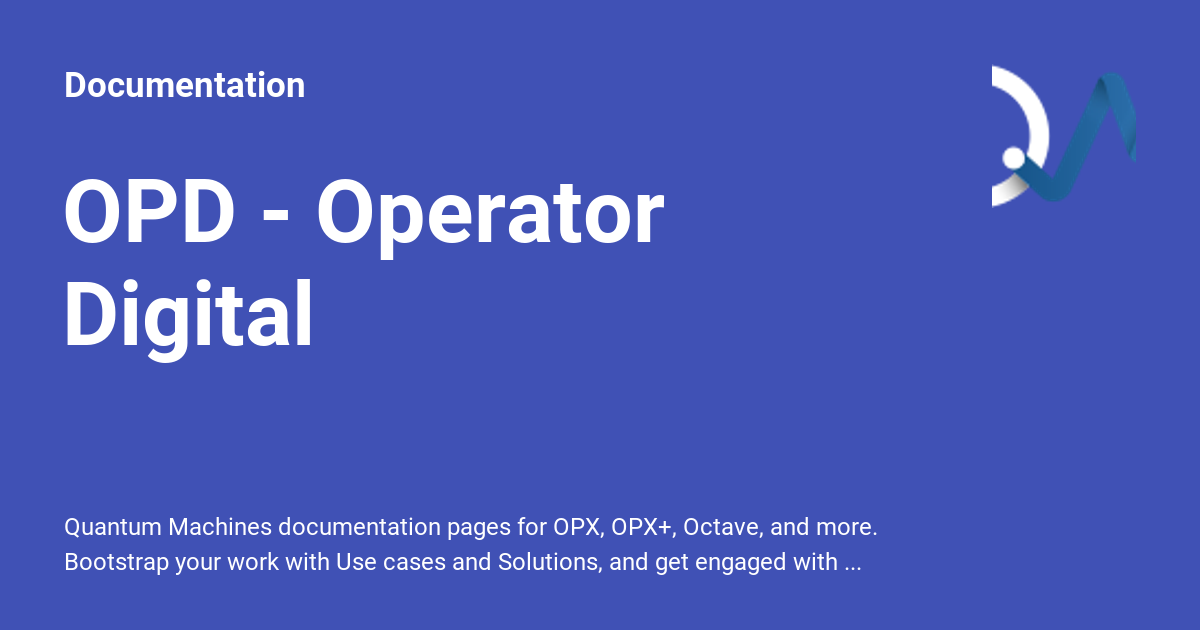 Documentation
OPD - Operator
Digital
Quantum Machines documentation pages for OPX, OPX+, Octave, and more.
Bootstrap your work with Use cases and Solutions, and get engaged with ...